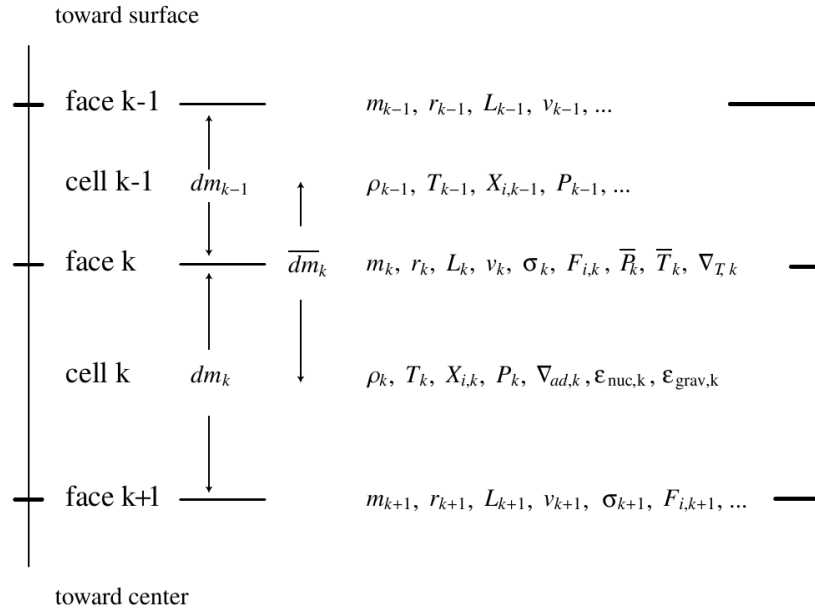 toward surface
face k-1 m_{k−1}, r_{k−1}, L_{k−1}, v_{k−1}, ...
cell k-1 dm_{k−1} ρ_{k−1}, T_{k−1}, X_{i,k−1}, P_{k−1}, ...
face k \overline{dm}_k m_k, r_k, L_k, v_k, σ_k, F_{i,k}, \overline{P}_k, \overline{T}_k, ∇_{T,k}
cell k dm_k ρ_k, T_k, X_{i,k}, P_k, ∇_{ad,k}, ε_{nuc,k}, ε_{grav,k}
face k+1 m_{k+1}, r_{k+1}, L_{k+1}, v_{k+1}, σ_{k+1}, F_{i,k+1}, ...
toward center